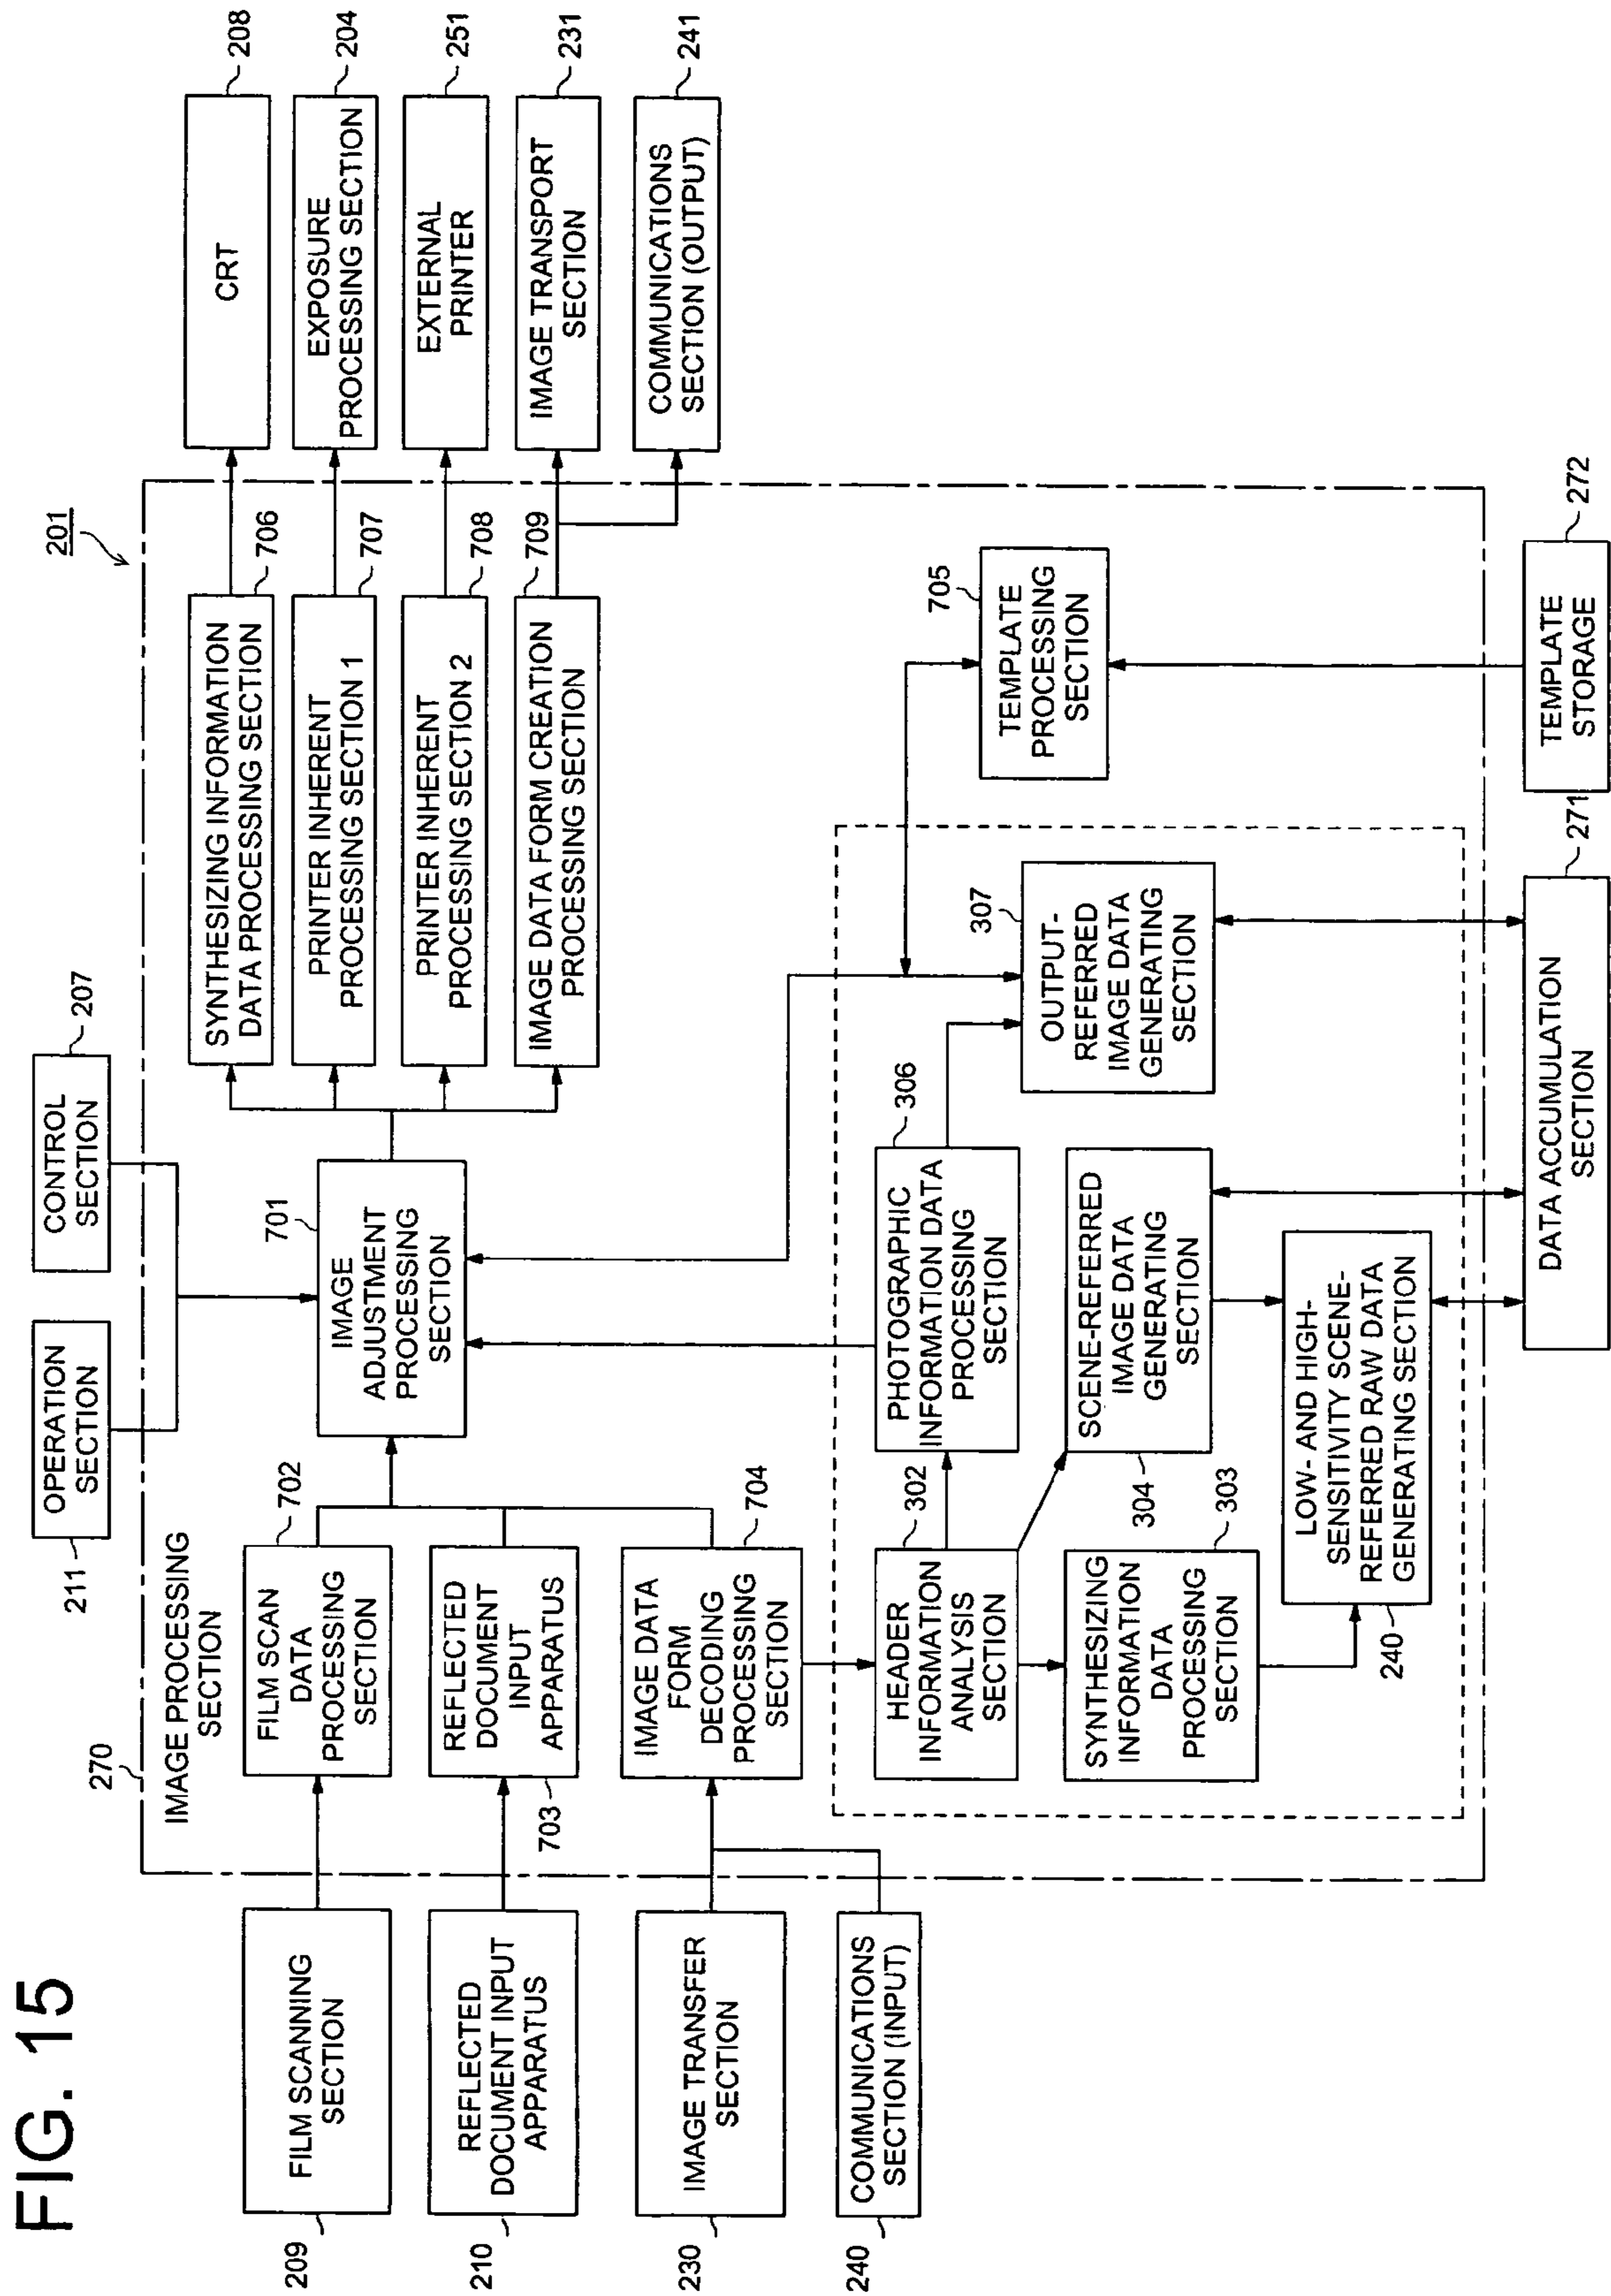 FIG. 15
201
OPERATION
SECTION
211
CONTROL
SECTION
207
270
IMAGE PROCESSING
SECTION
FILM SCANNING
SECTION
209
REFLECTED
DOCUMENT INPUT
APPARATUS
210
IMAGE TRANSFER
SECTION
230
COMMUNICATIONS
SECTION (INPUT)
240
FILM SCAN
DATA
PROCESSING
SECTION
702
REFLECTED
DOCUMENT
INPUT
APPARATUS
703
IMAGE DATA
FORM
DECODING
PROCESSING
SECTION
704
IMAGE
ADJUSTMENT
PROCESSING
SECTION
701
SYNTHESIZING INFORMATION
DATA PROCESSING SECTION
706
PRINTER INHERENT
PROCESSING SECTION 1
707
PRINTER INHERENT
PROCESSING SECTION 2
708
IMAGE DATA FORM CREATION
PROCESSING SECTION
709
CRT
208
EXPOSURE
PROCESSING SECTION
204
EXTERNAL
PRINTER
251
IMAGE TRANSPORT
SECTION
231
COMMUNICATIONS
SECTION (OUTPUT)
241
HEADER
INFORMATION
ANALYSIS
SECTION
302
PHOTOGRAPHIC
INFORMATION DATA
PROCESSING
SECTION
306
SYNTHESIZING
INFORMATION
DATA
PROCESSING
SECTION
303
SCENE-REFERRED
IMAGE DATA
GENERATING
SECTION
304
OUTPUT-
REFERRED
IMAGE DATA
GENERATING
SECTION
307
LOW- AND HIGH-
SENSITIVITY SCENE-
REFERRED RAW DATA
GENERATING SECTION
240
TEMPLATE
PROCESSING
SECTION
705
DATA ACCUMULATION
SECTION
271
TEMPLATE
STORAGE
272